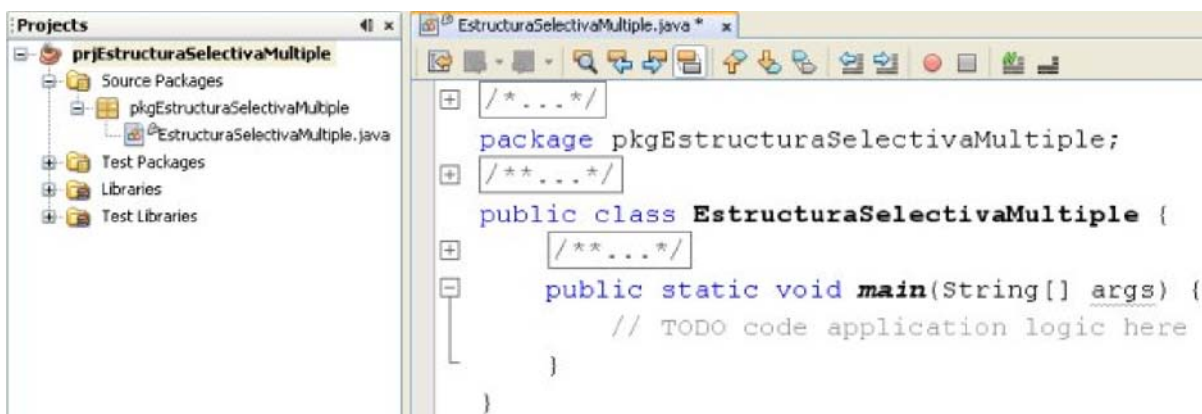 Projects
prjEstructuraSelectivaMultiple
Source Packages
pkgEstructuraSelectivaMultiple
EstructuraSelectivaMultiple.java
Test Packages
Libraries
Test Libraries
EstructuraSelectivaMultiple.java *
/*...*/
package pkgEstructuraSelectivaMultiple;
/**...*/
public class EstructuraSelectivaMultiple {
/**...*/
public static void main(String[] args) {
// TODO code application logic here
}
}